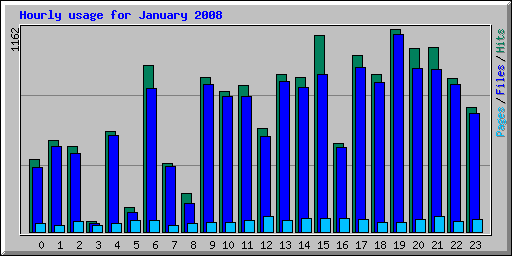 Hourly usage for January 2008
1162
Pages/Files/Hits
0 1 2 3 4 5 6 7 8 9 10 11 12 13 14 15 16 17 18 19 20 21 22 23